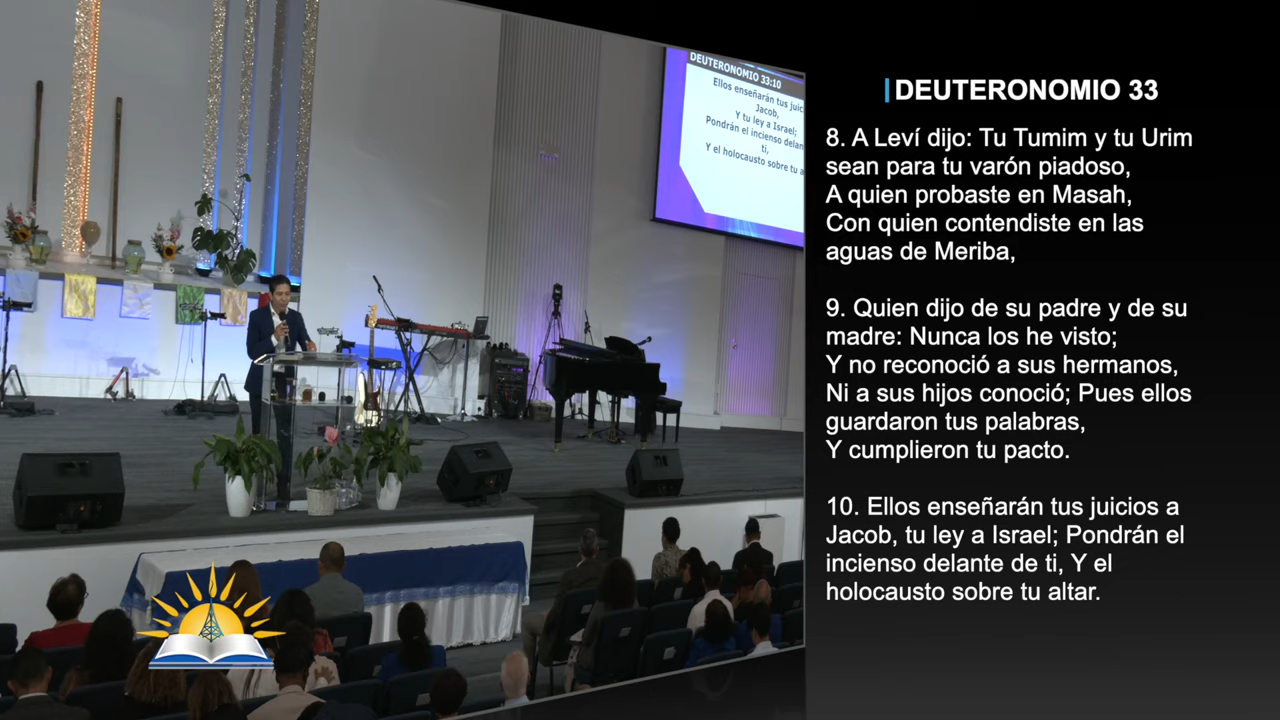 DEUTERONOMIO 33:10
Ellos enseñarán tus juic
Jacob,
Y tu ley a Israel;
Pondrán el incienso delan
ti,
Y el holocausto sobre tu a
DEUTERONOMIO 33
8. A Leví dijo: Tu Tumim y tu Urim
sean para tu varón piadoso,
A quien probaste en Masah,
Con quien contendiste en las
aguas de Meriba,
9. Quien dijo de su padre y de su
madre: Nunca los he visto;
Y no reconoció a sus hermanos,
Ni a sus hijos conoció; Pues ellos
guardaron tus palabras,
Y cumplieron tu pacto.
10. Ellos enseñarán tus juicios a
Jacob, tu ley a Israel; Pondrán el
incienso delante de ti, Y el
holocausto sobre tu altar.